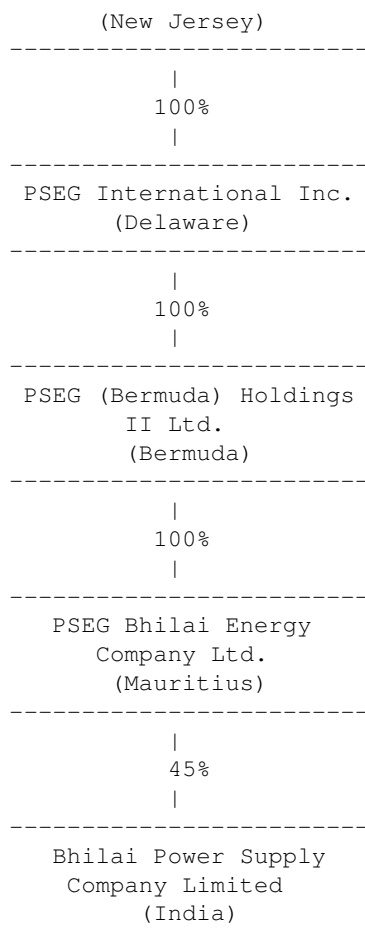 (New Jersey)
-------------------------
|
100%
|
-------------------------
PSEG International Inc.
(Delaware)
-------------------------
|
100%
|
-------------------------
PSEG (Bermuda) Holdings
II Ltd.
(Bermuda)
-------------------------
|
100%
|
-------------------------
PSEG Bhilai Energy
Company Ltd.
(Mauritius)
-------------------------
|
45%
|
-------------------------
Bhilai Power Supply
Company Limited
(India)